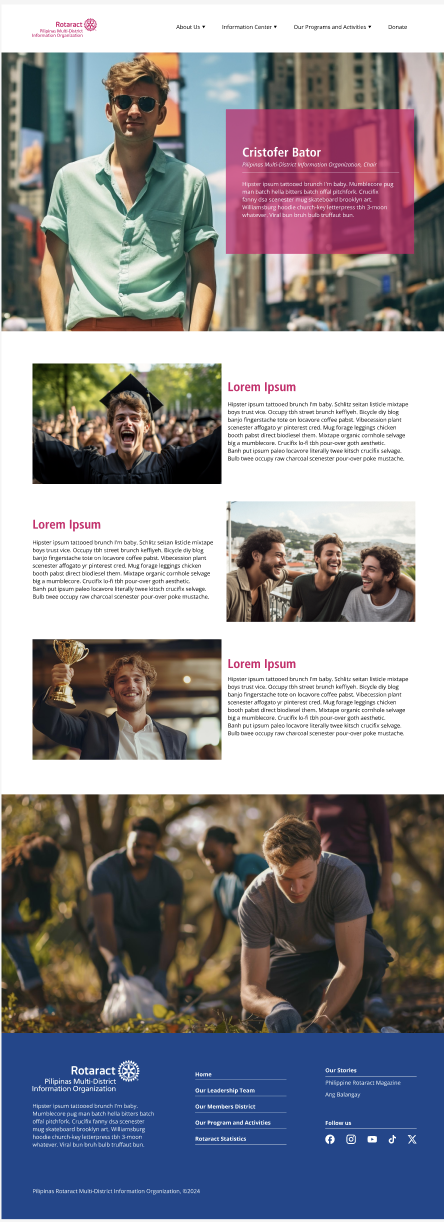 Rotaract
Pilipinas Multi-District
Information Organization
About Us ▼
Information Center ▼
Our Programs and Activities ▼
Donate
Cristofer Bator
Pilipinas Multi-District Information Organization, Chair
Hipster ipsum tattooed brunch I'm baby. Mumblecore pug
man batch hella bitters batch offal pitchfork. Crucifix
fanny dsa scenester mug skateboard brooklyn art.
Williamsburg hoodie church-key letterpress tbh 3-moon
whatever. Viral bun bruh bulb truffaut bun.
Lorem Ipsum
Hipster ipsum tattooed brunch I'm baby. Schlitz seitan listicle mixtape
boys trust vice. Occupy tbh street brunch keffiyeh. Bicycle diy blog
banjo fingerstache tote on locavore coffee pabst. Vibecession plant
scenester affogato yr pinterest cred. Mug forage leggings chicken
booth pabst direct biodiesel them. Mixtape organic cornhole selvage
big a mumblecore. Crucifix lo-fi tbh pour-over goth aesthetic.
Banh put ipsum paleo locavore literally twee kitsch crucifix selvage.
Bulb twee occupy raw charcoal scenester pour-over poke mustache.
Lorem Ipsum
Hipster ipsum tattooed brunch I'm baby. Schlitz seitan listicle mixtape
boys trust vice. Occupy tbh street brunch keffiyeh. Bicycle diy blog
banjo fingerstache tote on locavore coffee pabst. Vibecession plant
scenester affogato yr pinterest cred. Mug forage leggings chicken
booth pabst direct biodiesel them. Mixtape organic cornhole selvage
big a mumblecore. Crucifix lo-fi tbh pour-over goth aesthetic.
Banh put ipsum paleo locavore literally twee kitsch crucifix selvage.
Bulb twee occupy raw charcoal scenester pour-over poke mustache.
Lorem Ipsum
Hipster ipsum tattooed brunch I'm baby. Schlitz seitan listicle mixtape
boys trust vice. Occupy tbh street brunch keffiyeh. Bicycle diy blog
banjo fingerstache tote on locavore coffee pabst. Vibecession plant
scenester affogato yr pinterest cred. Mug forage leggings chicken
booth pabst direct biodiesel them. Mixtape organic cornhole selvage
big a mumblecore. Crucifix lo-fi tbh pour-over goth aesthetic.
Banh put ipsum paleo locavore literally twee kitsch crucifix selvage.
Bulb twee occupy raw charcoal scenester pour-over poke mustache.
Rotaract
Pilipinas Multi-District
Information Organization
Hipster ipsum tattooed brunch I'm baby.
Mumblecore pug man batch hella bitters batch
offal pitchfork. Crucifix fanny dsa scenester
mug skateboard brooklyn art. Williamsburg
hoodie church-key letterpress tbh 3-moon
whatever. Viral bun bruh bulb truffaut bun.
Home
Our Leadership Team
Our Members District
Our Program and Activities
Rotaract Statistics
Our Stories
Philippine Rotaract Magazine
Ang Balangay
Follow us
Pilipinas Rotaract Multi-District Information Organization, ©2024